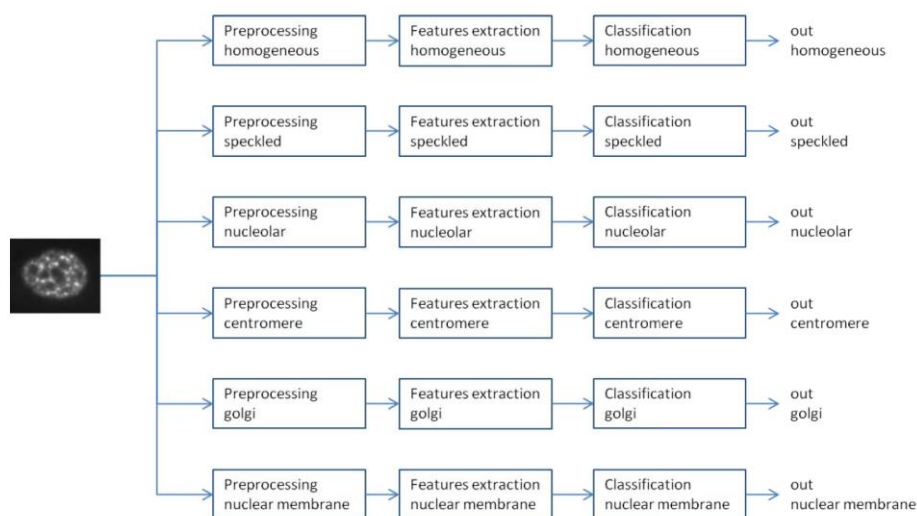 Preprocessing
homogeneous
Features extraction
homogeneous
Classification
homogeneous
out
homogeneous
Preprocessing
speckled
Features extraction
speckled
Classification
speckled
out
speckled
Preprocessing
nucleolar
Features extraction
nucleolar
Classification
nucleolar
out
nucleolar
Preprocessing
centromere
Features extraction
centromere
Classification
centromere
out
centromere
Preprocessing
golgi
Features extraction
golgi
Classification
golgi
out
golgi
Preprocessing
nuclear membrane
Features extraction
nuclear membrane
Classification
nuclear membrane
out
nuclear membrane